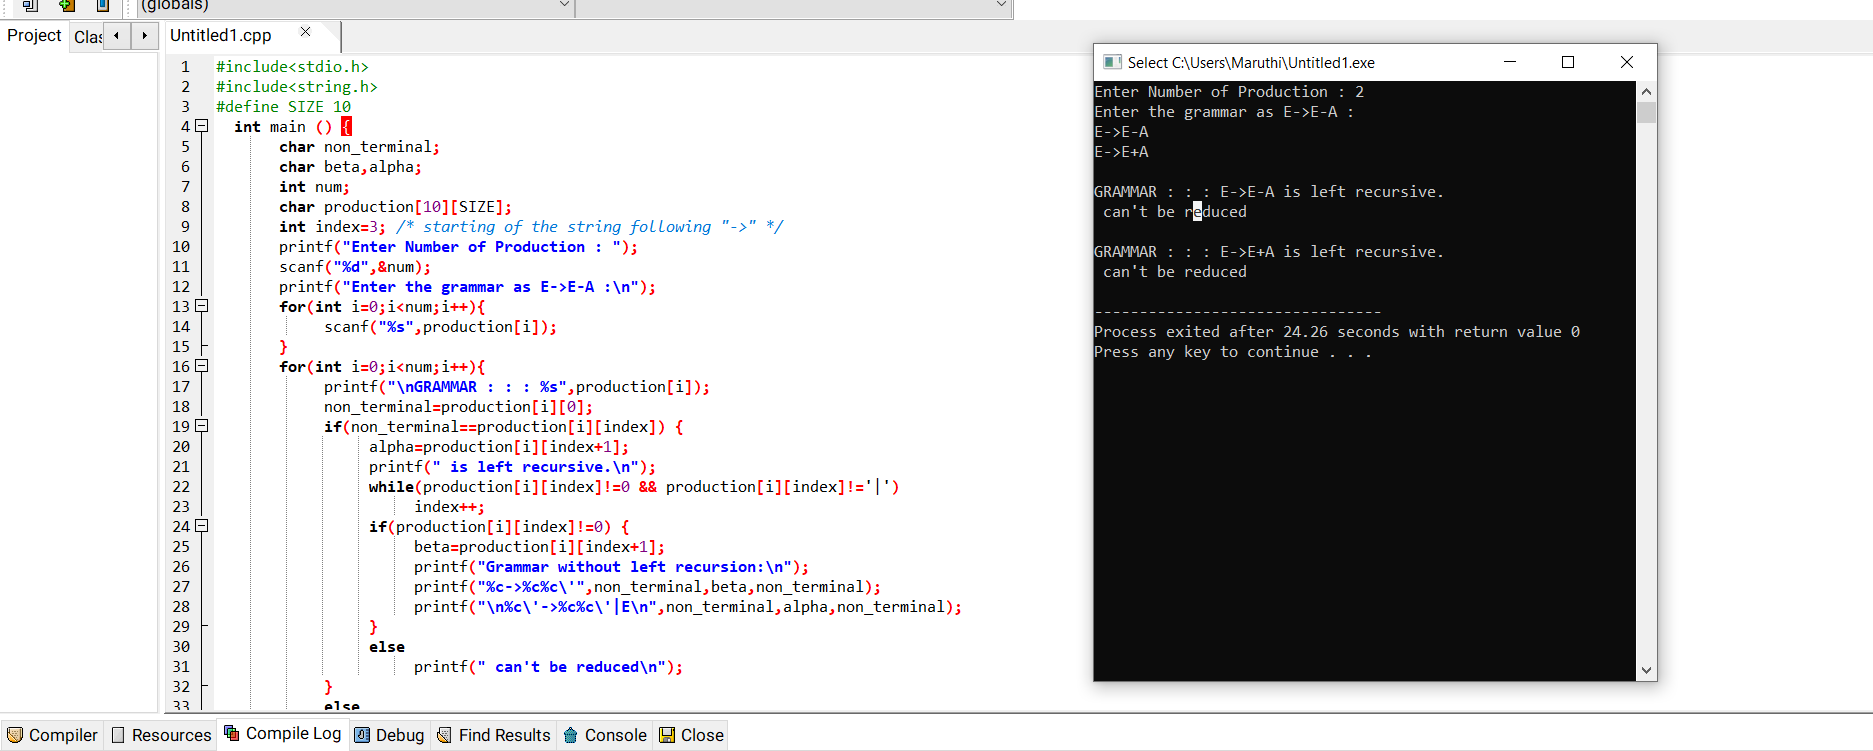 (globals)
Project
Clas
Untitled1.cpp
1 #include<stdio.h>
2 #include<string.h>
3 #define SIZE 10
4 int main () {
5 char non_terminal;
6 char beta,alpha;
7 int num;
8 char production[10][SIZE];
9 int index=3; /* starting of the string following "->" */
10 printf("Enter Number of Production : ");
11 scanf("%d",&num);
12 printf("Enter the grammar as E->E-A :\n");
13 for(int i=0;i<num;i++){
14 scanf("%s",production[i]);
15 }
16 for(int i=0;i<num;i++){
17 printf("\nGRAMMAR : : : %s",production[i]);
18 non_terminal=production[i][0];
19 if(non_terminal==production[i][index]) {
20 alpha=production[i][index+1];
21 printf(" is left recursive.\n");
22 while(production[i][index]!=0 && production[i][index]!='|')
23 index++;
24 if(production[i][index]!=0) {
25 beta=production[i][index+1];
26 printf("Grammar without left recursion:\n");
27 printf("%c->%c%c\'",non_terminal,beta,non_terminal);
28 printf("\n%c\'->%c%c\'|E\n",non_terminal,alpha,non_terminal);
29 }
30 else
31 printf(" can't be reduced\n");
32 }
33 else
Select C:\Users\Maruthi\Untitled1.exe
Enter Number of Production : 2
Enter the grammar as E->E-A :
E->E-A
E->E+A
GRAMMAR : : : E->E-A is left recursive.
can't be reduced
GRAMMAR : : : E->E+A is left recursive.
can't be reduced
--------------------------------
Process exited after 24.26 seconds with return value 0
Press any key to continue . . .
Compiler
Resources
Compile Log
Debug
Find Results
Console
Close